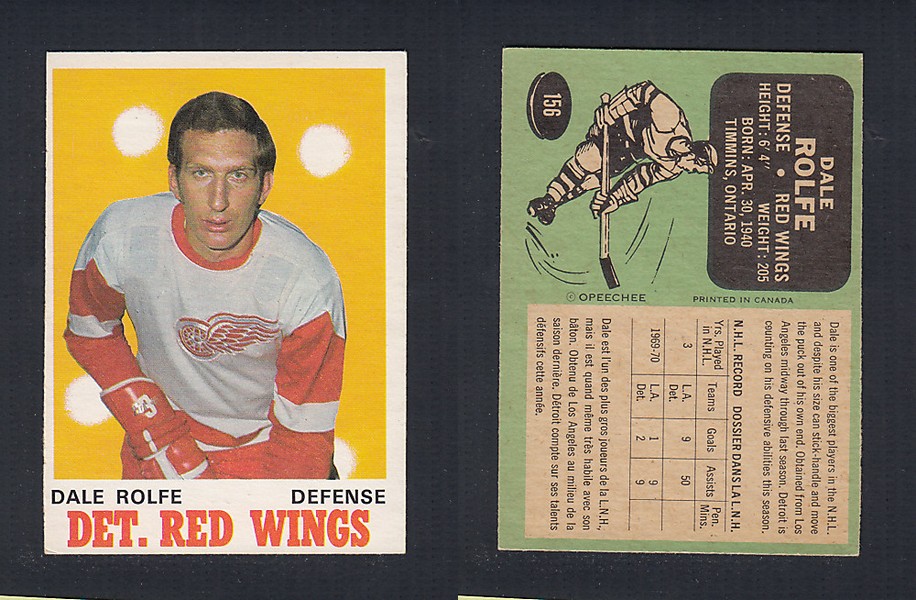 DALE ROLFE DEFENSE
DET. RED WINGS
156
DALE
ROLFE
DEFENSE • RED WINGS
HEIGHT: 6' 4" WEIGHT: 205
BORN: APR. 30, 1940
TIMMINS, ONTARIO
© OPEECHEE PRINTED IN CANADA
Dale is one of the biggest players in the N.H.L.
and despite his size can stick-handle and move
the puck out of his own end. Obtained from Los
Angeles midway through last season. Detroit is
counting on his defensive abilities this season.
N.H.L. RECORD DOSSIER DANS LA L.N.H.
Yrs. Played in N.H.L. Teams Goals Assists Pen. Mins.
3 L.A. 9 50
Det.
1969-70 L.A. 1 9
Det. 2 9
Dale est l'un des plus gros joueurs de la L.N.H.,
mais il est quand même très habile avec son
bâton. Obtenu de Los Angeles au milieu de la
saison dernière. Détroit compte sur ses talents
défensifs cette année.